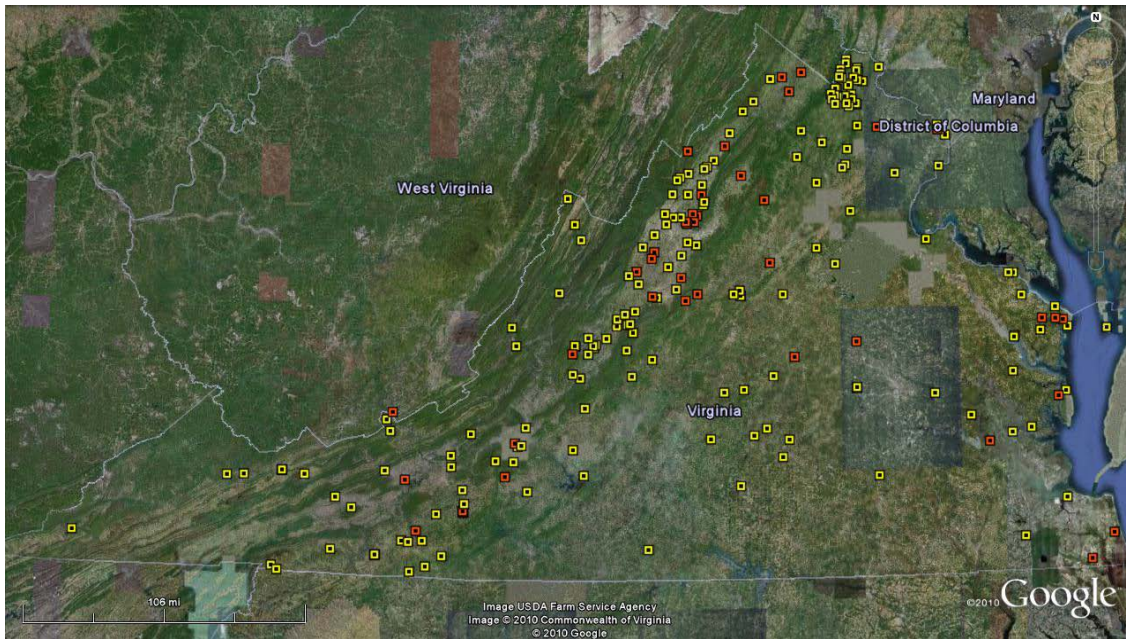 N
Maryland
District of Columbia
West Virginia
Virginia
106 mi
Image USDA Farm Service Agency
Image © 2010 Commonwealth of Virginia
© 2010 Google
©2010 Google